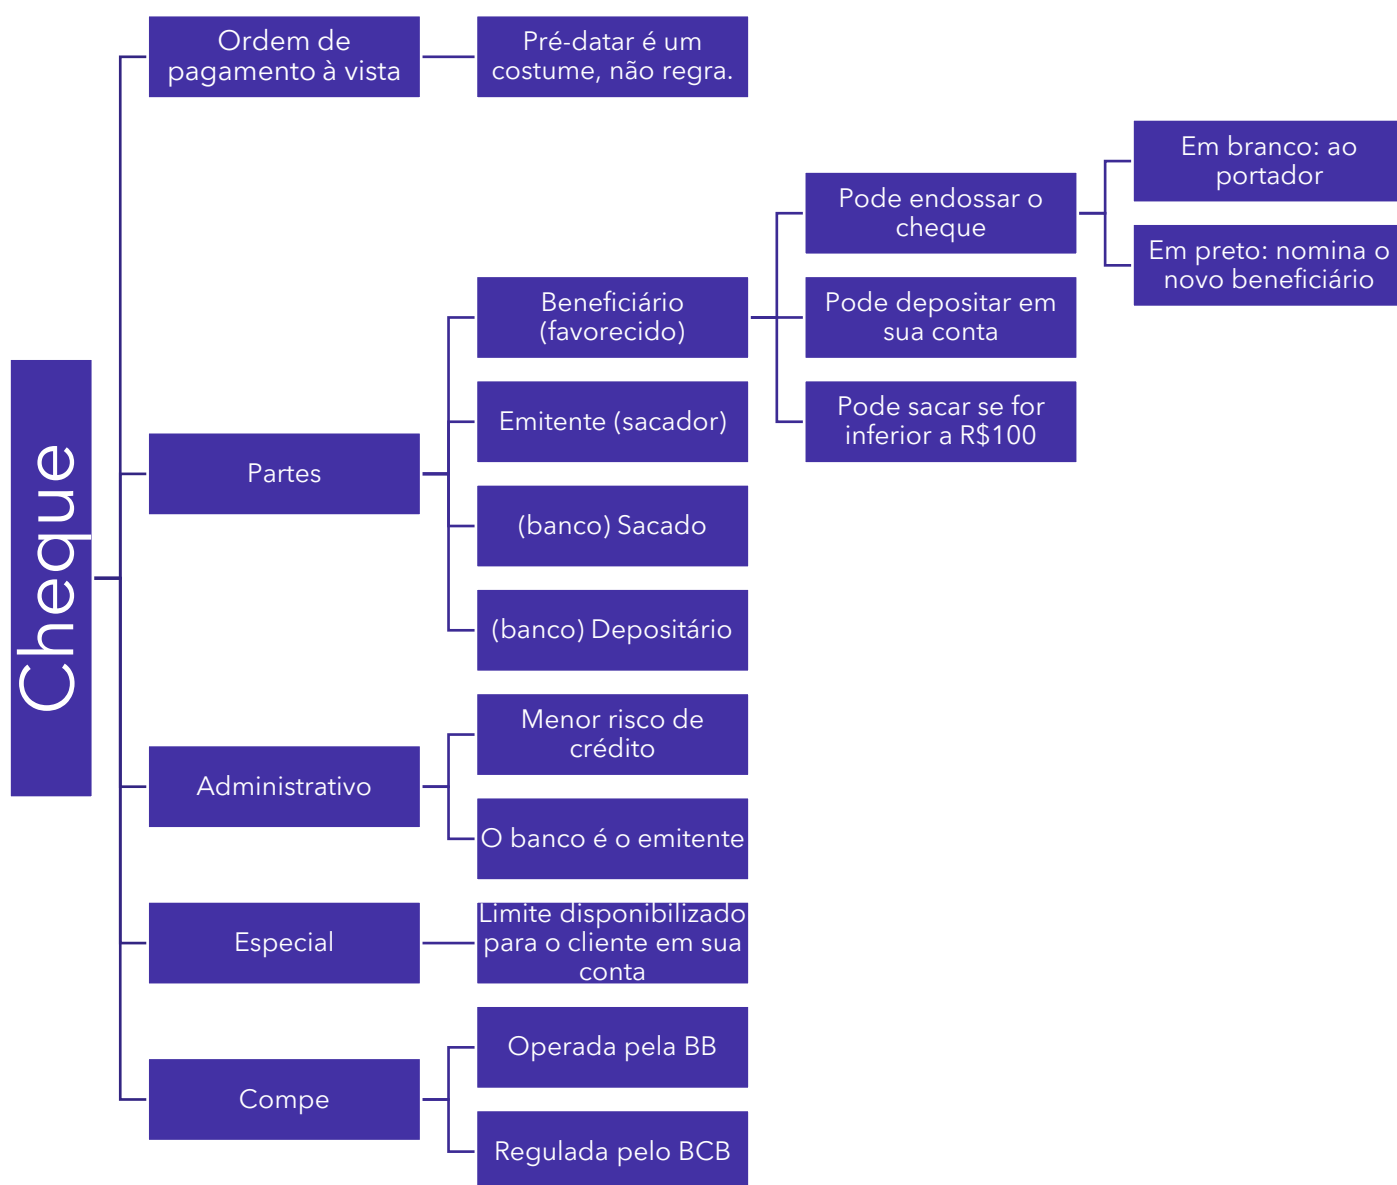 Cheque
Ordem de
pagamento à vista
Pré-datar é um
costume, não regra.
Partes
Beneficiário
(favorecido)
Pode endossar o
cheque
Em branco: ao
portador
Em preto: nomina o
novo beneficiário
Pode depositar em
sua conta
Pode sacar se for
inferior a R$100
Emitente (sacador)
(banco) Sacado
(banco) Depositário
Administrativo
Menor risco de
crédito
O banco é o emitente
Especial
Limite disponibilizado
para o cliente em sua
conta
Compe
Operada pela BB
Regulada pelo BCB